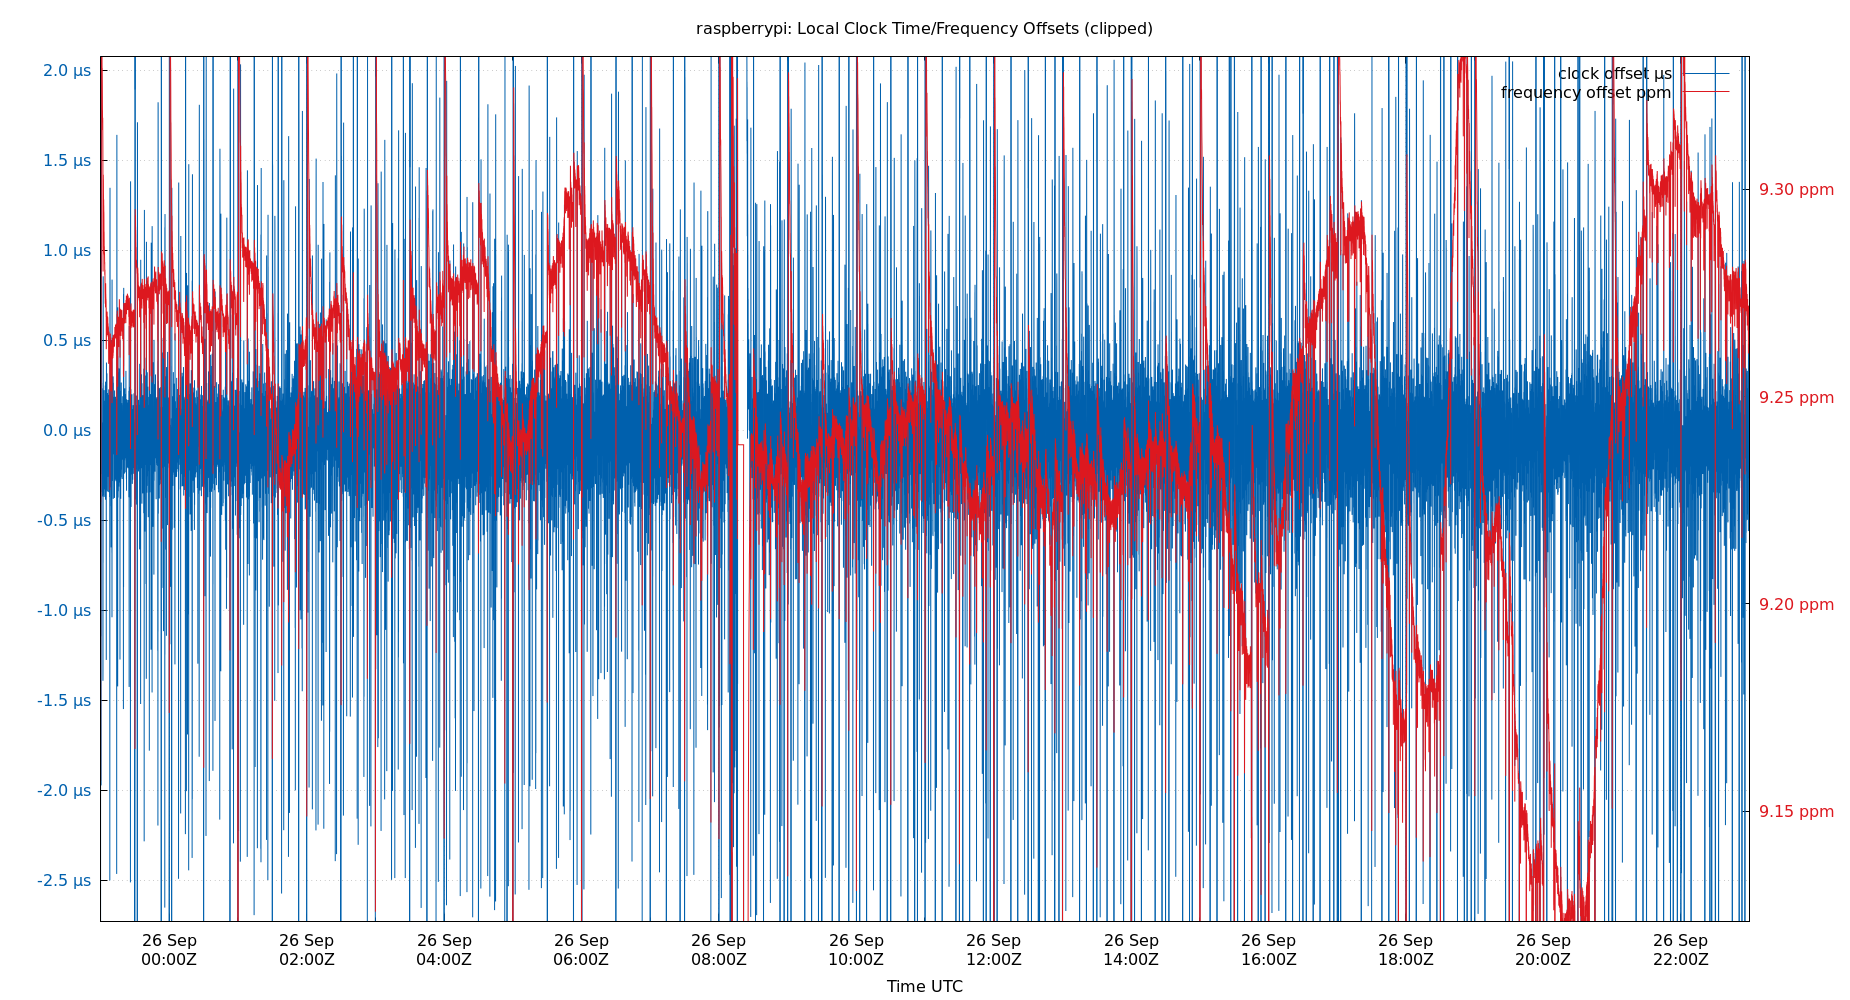 raspberrypi: Local Clock Time/Frequency Offsets (clipped)
clock offset µs
frequency offset ppm
2.0 µs
1.5 µs
1.0 µs
0.5 µs
0.0 µs
-0.5 µs
-1.0 µs
-1.5 µs
-2.0 µs
-2.5 µs
9.30 ppm
9.25 ppm
9.20 ppm
9.15 ppm
26 Sep 26 Sep 26 Sep 26 Sep 26 Sep 26 Sep 26 Sep 26 Sep 26 Sep 26 Sep 26 Sep 26 Sep
00:00Z 02:00Z 04:00Z 06:00Z 08:00Z 10:00Z 12:00Z 14:00Z 16:00Z 18:00Z 20:00Z 22:00Z
Time UTC